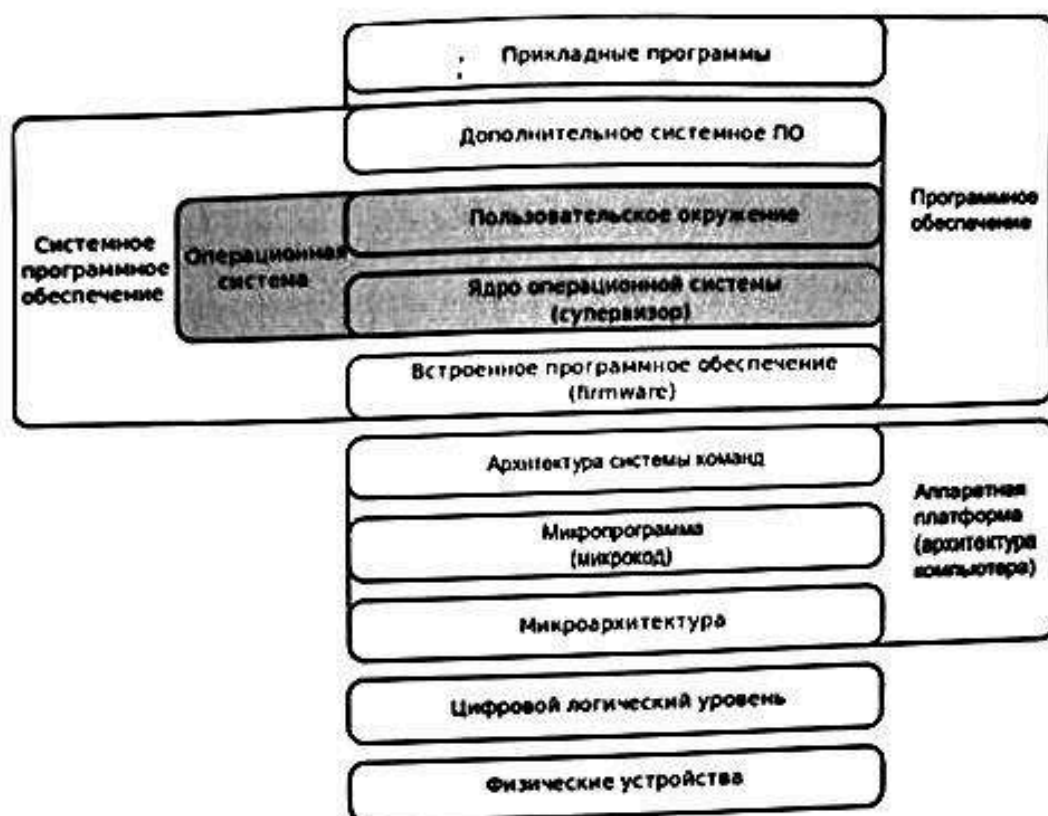 Прикладные программы
Дополнительное системное ПО
Пользовательское окружение
Программное
обеспечение
Системное
программное
обеспечение
Операционная
система
Ядро операционной системы
(супервизор)
Встроенное программное обеспечение
(firmware)
Архитектура системы команд
Аппаратная
платформа
(архитектура
компьютера)
Микропрограмма
(микрокод)
Микроархитектура
Цифровой логический уровень
Физические устройства